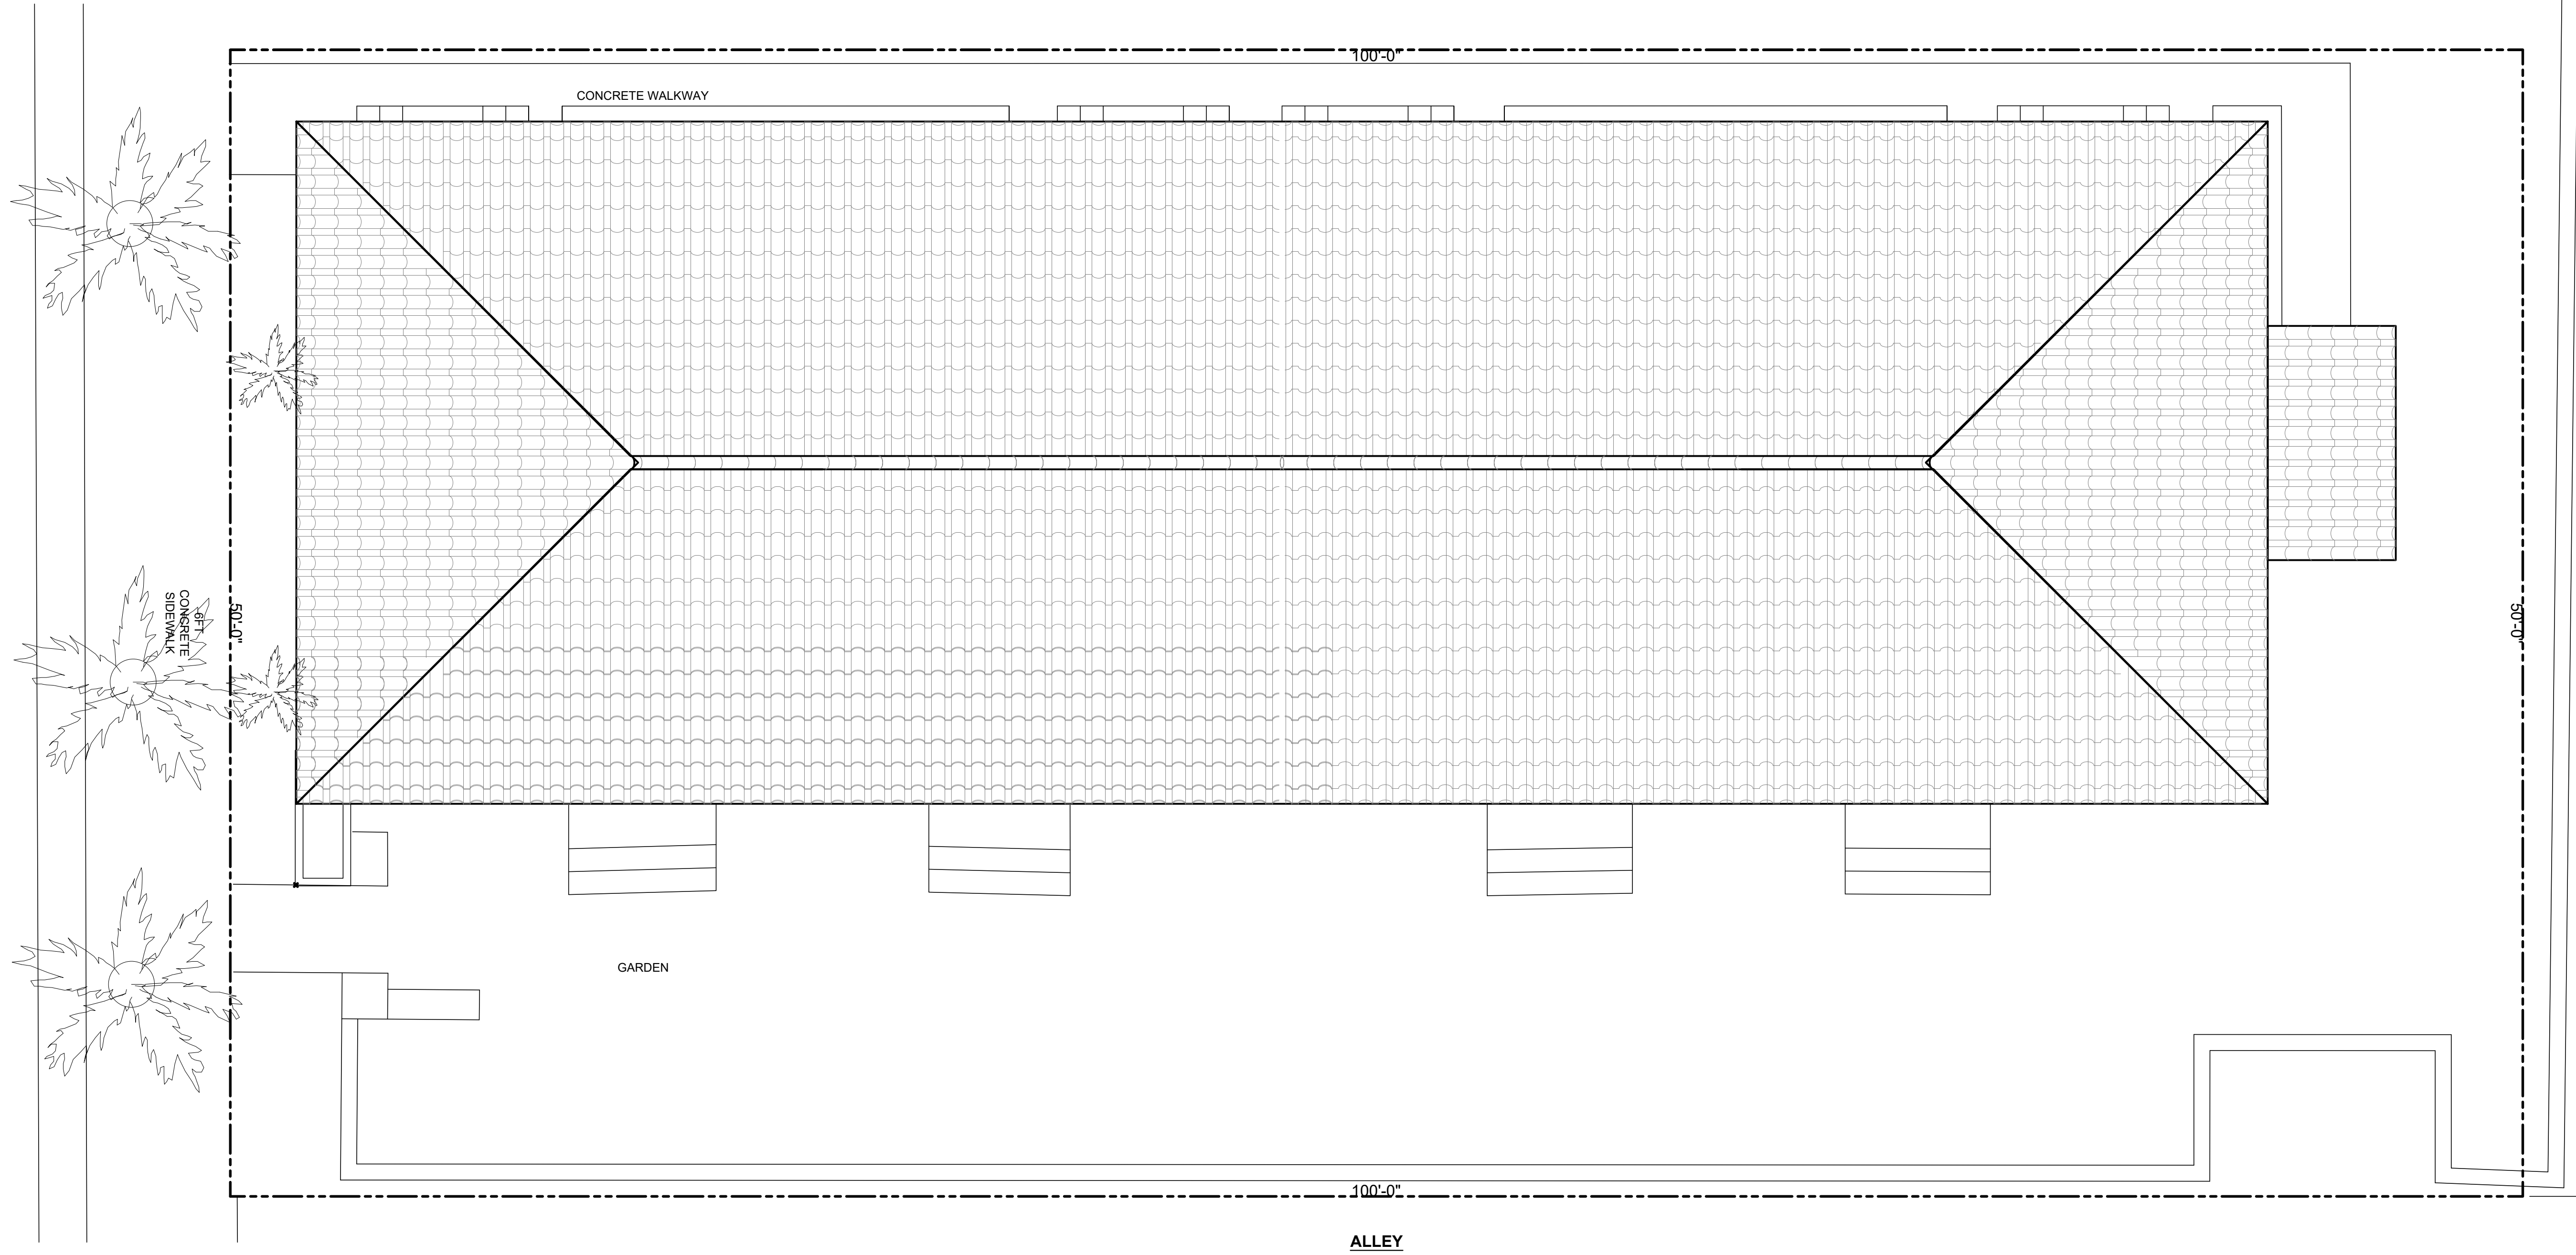 100'-0"
CONCRETE WALKWAY
6FT
CONCRETE
SIDEWALK
50'-0"
50'-0"
GARDEN
100'-0"
ALLEY